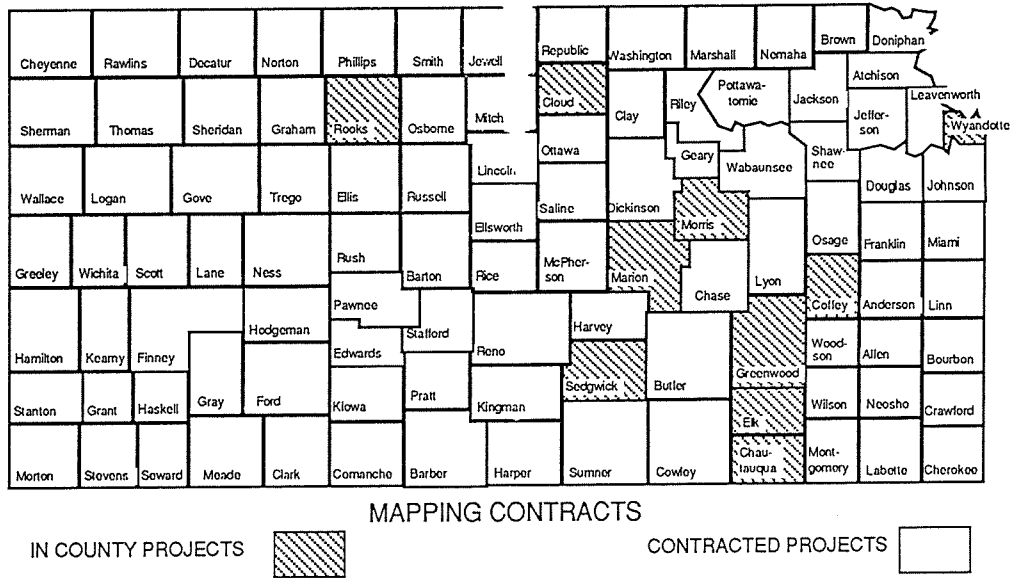 Cheyenne Rawlins Decatur Norton Phillips Smith Jewell Republic Washington Marshall Nemaha Brown Doniphan
Sherman Thomas Sheridan Graham Rooks Osborne Mitch Cloud Clay Riley Pottawa-
tomie Jackson Atchison
Jeffer-
son Leavenworth
Wyandotte
Wallace Logan Gove Trego Ellis Russell Lincoln Ottawa
Saline Dickinson Geary Wabaunsee Shaw-
nee Douglas Johnson
Greeley Wichita Scott Lane Ness Rush Barton Ellsworth
Rice McPher-
son Marion Morris
Chase Lyon Osage Franklin Miami
Hamilton Kearny Finney Hodgeman Pawnee
Edwards Stafford Reno Harvey
Sedgwick Butler Greenwood Coffey Anderson Linn
Wood-
son Allen Bourbon
Stanton Grant Haskell Gray Ford Kiowa Pratt Kingman Elk Wilson Neosho Crawford
Morton Stevens Seward Meade Clark Comanche Barber Harper Sumner Cowley Chau-
tauqua Mont-
gomery Labette Cherokee
MAPPING CONTRACTS
IN COUNTY PROJECTS
CONTRACTED PROJECTS